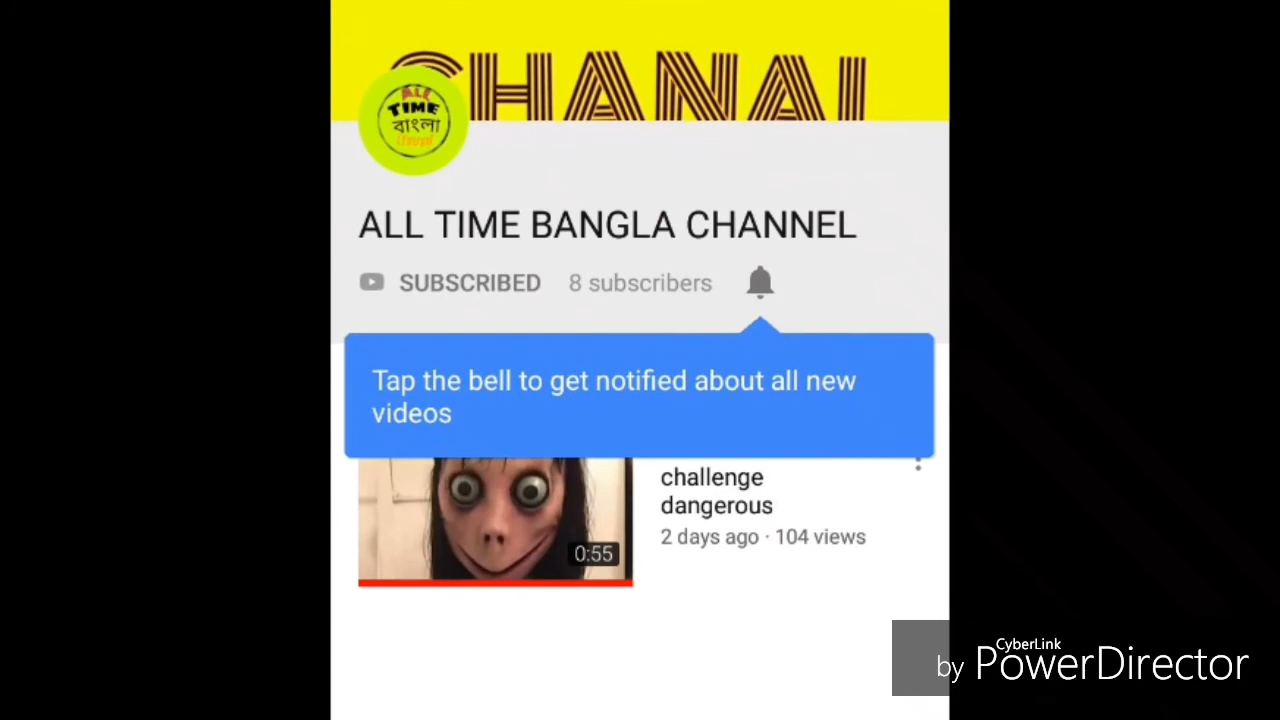 CHANAL
ALL
TIME
বাংলা
ALL TIME BANGLA CHANNEL
SUBSCRIBED 8 subscribers
Tap the bell to get notified about all new
videos
challenge
dangerous
0:55
2 days ago · 104 views
CyberLink
by PowerDirector